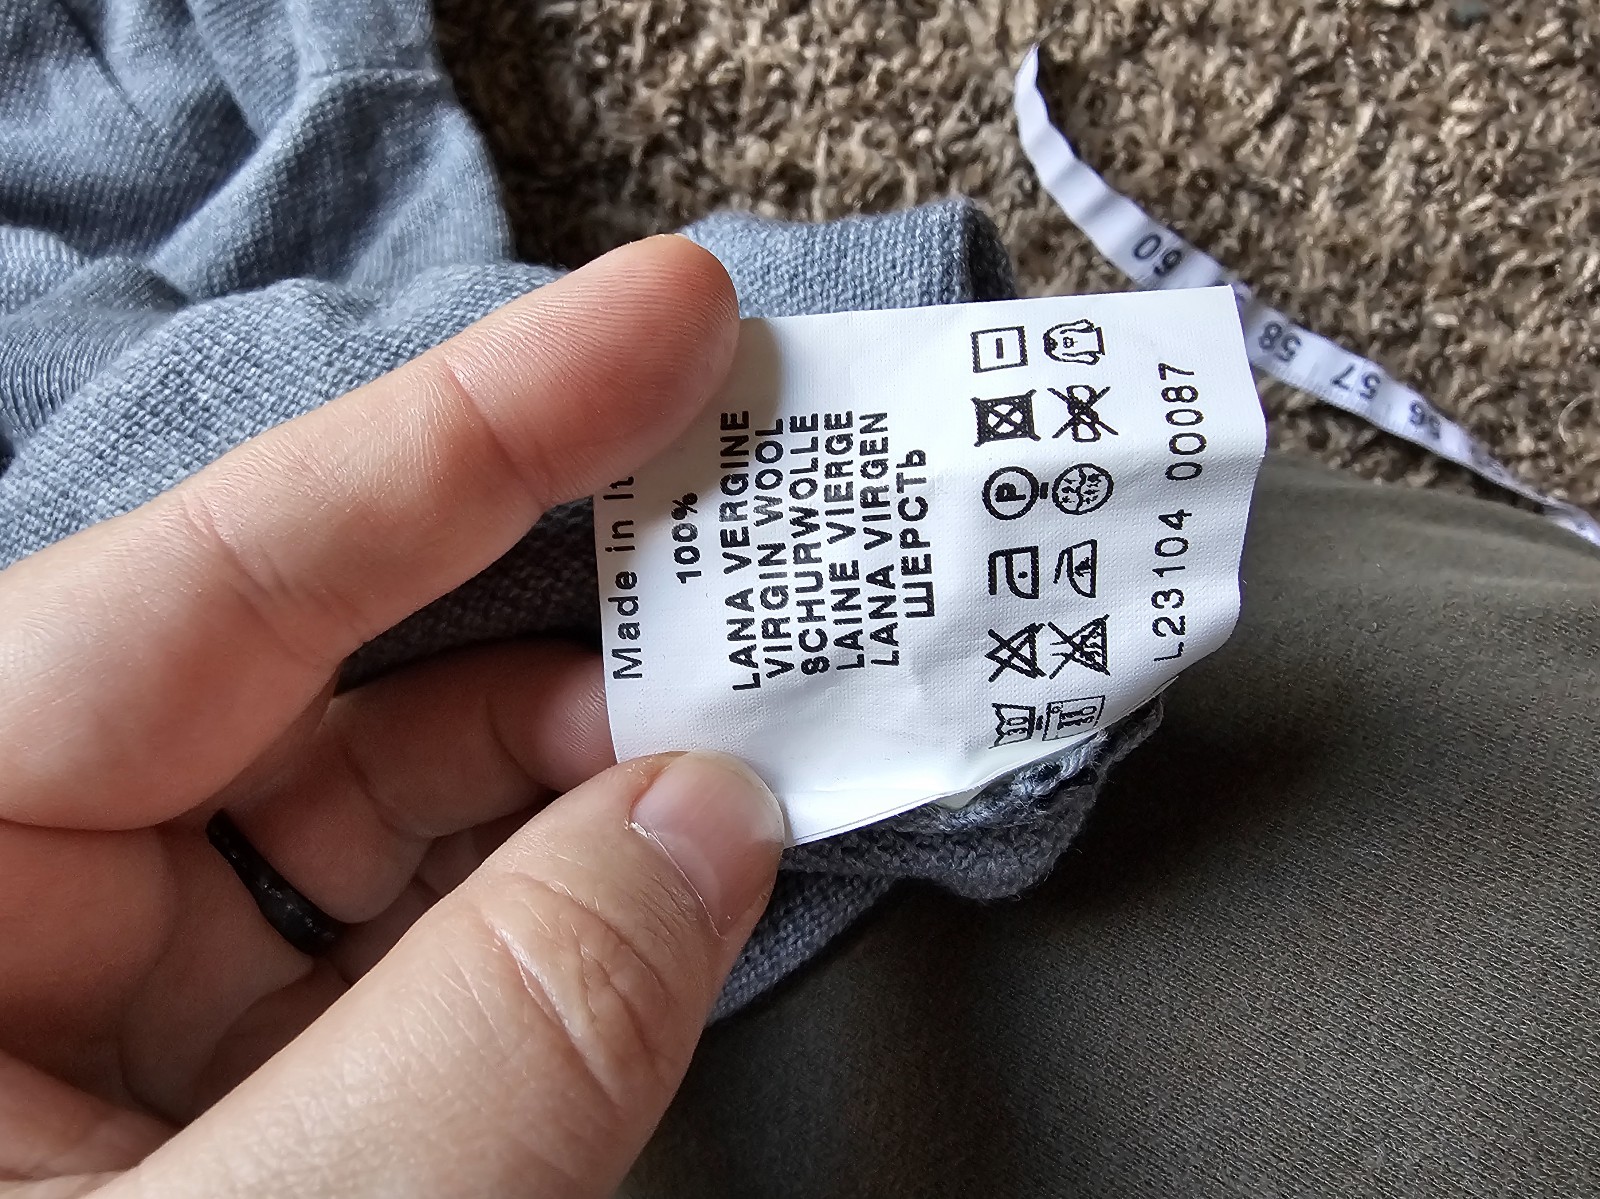 Made in It
100%
LANA VERGINE
VIRGIN WOOL
SCHURWOLLE
LAINE VIERGE
LANA VIRGEN
ШЕРСТЬ
P
30
L23104 00087
60
58
57
56